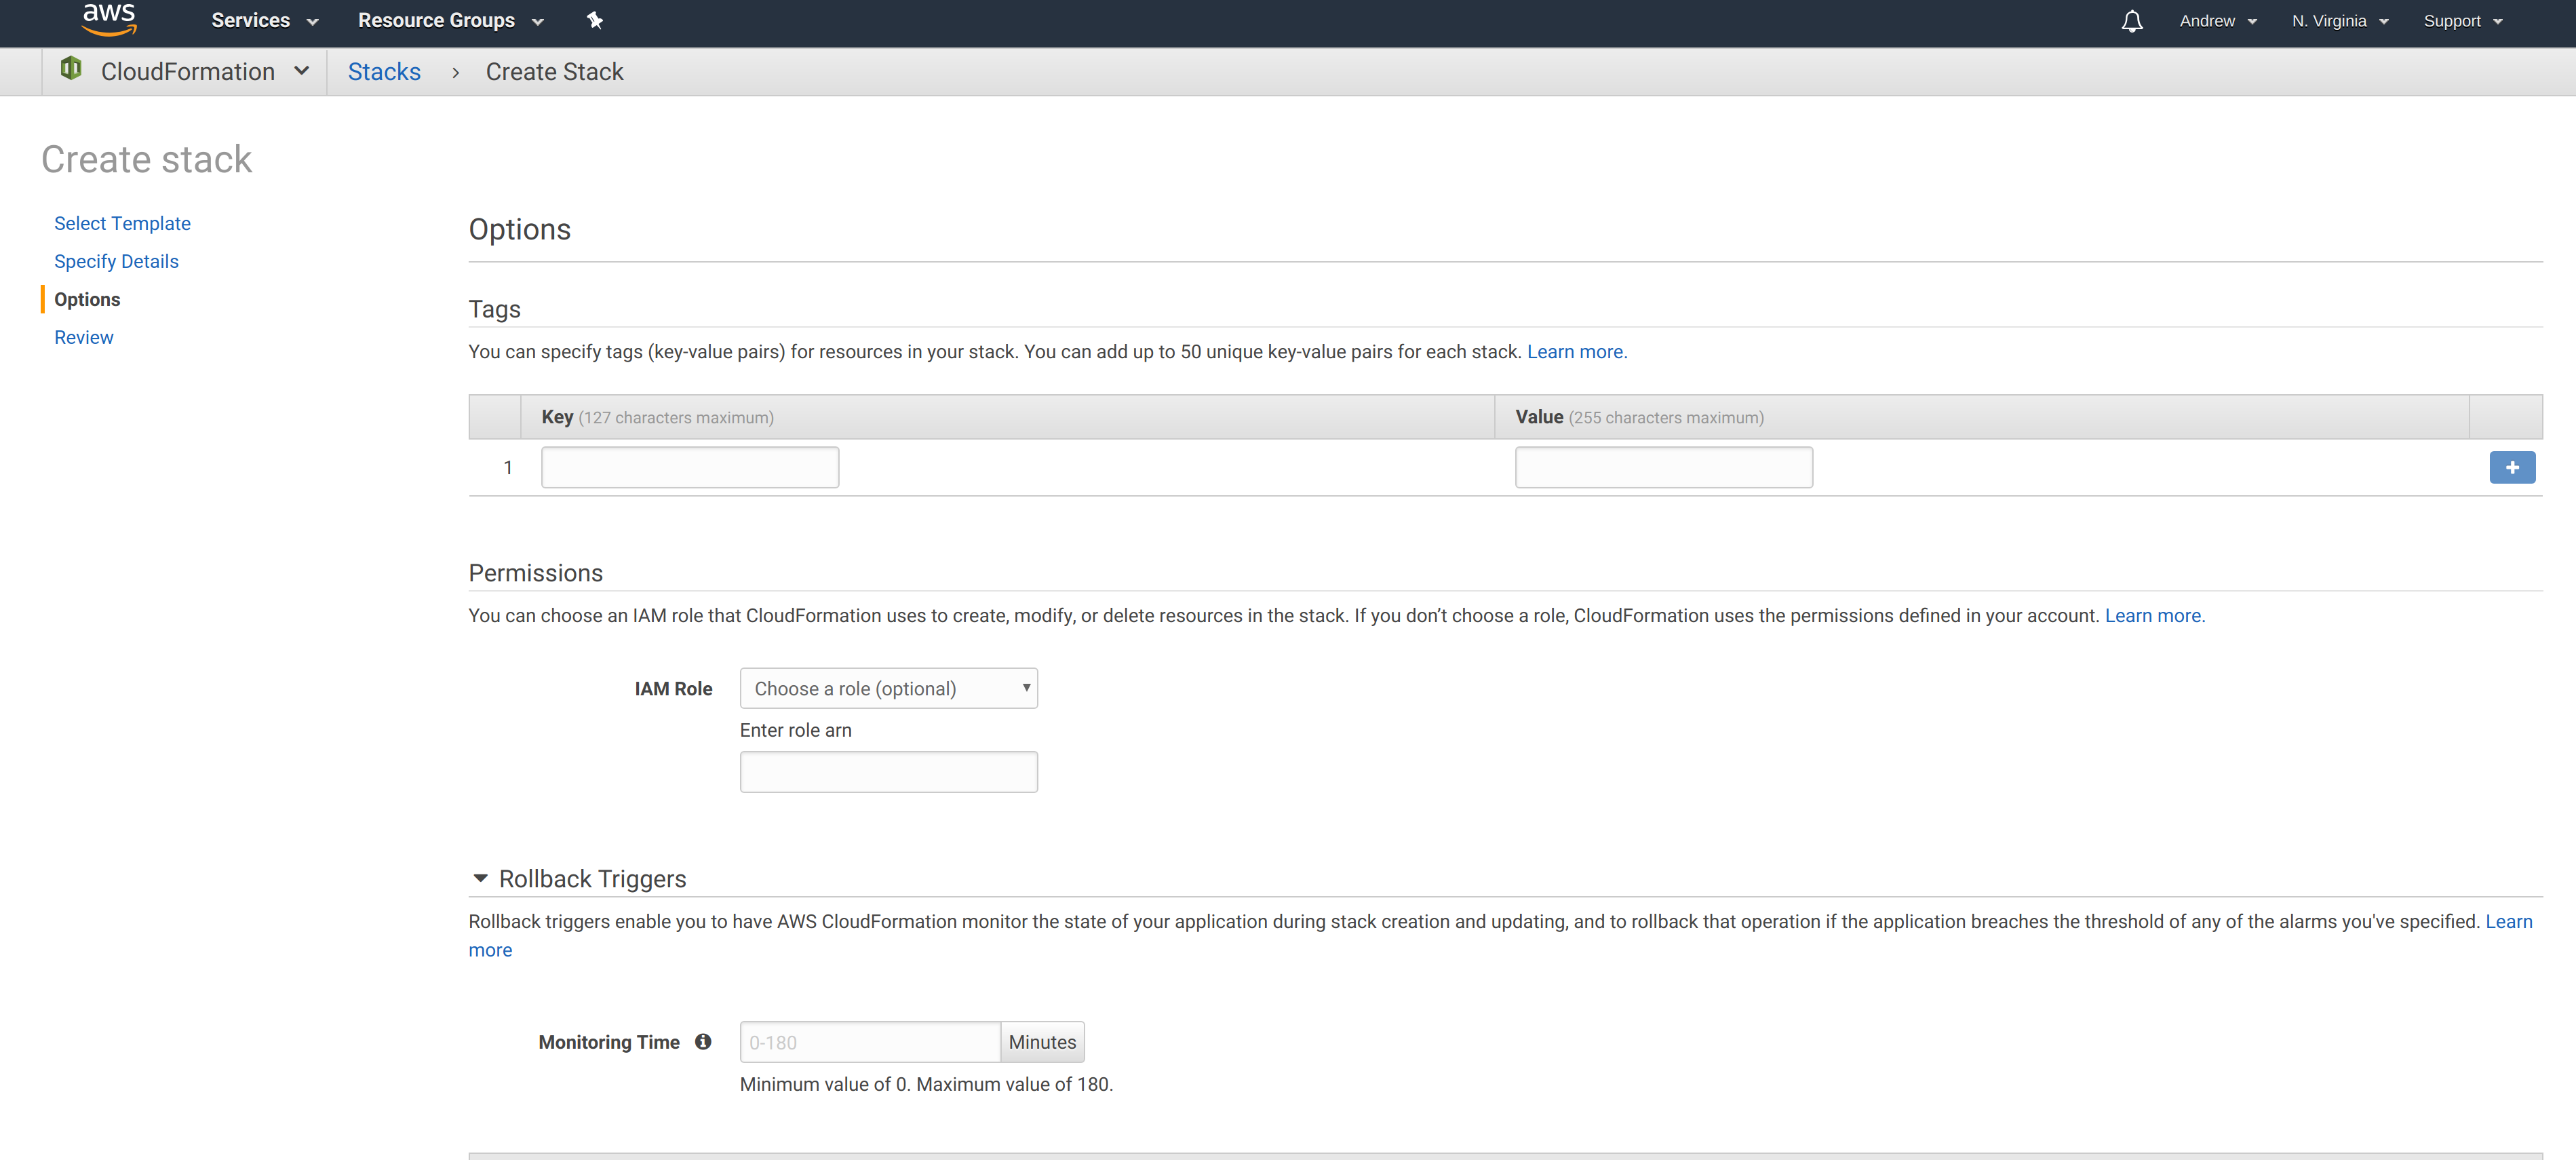 aws Services Resource Groups Andrew N. Virginia Support
CloudFormation Stacks > Create Stack
Create stack
Select Template
Specify Details
Options
Review
Options
Tags
You can specify tags (key-value pairs) for resources in your stack. You can add up to 50 unique key-value pairs for each stack. Learn more.
Key (127 characters maximum) Value (255 characters maximum)
1
Permissions
You can choose an IAM role that CloudFormation uses to create, modify, or delete resources in the stack. If you don’t choose a role, CloudFormation uses the permissions defined in your account. Learn more.
IAM Role Choose a role (optional)
Enter role arn
Rollback Triggers
Rollback triggers enable you to have AWS CloudFormation monitor the state of your application during stack creation and updating, and to rollback that operation if the application breaches the threshold of any of the alarms you've specified. Learn
more
Monitoring Time 0-180 Minutes
Minimum value of 0. Maximum value of 180.